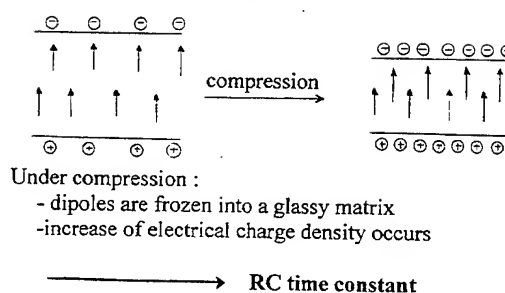 ⊖ ⊖ ⊖ ⊖
⊖ ⊖ ⊖ ⊖ ⊖ ⊖ ⊖
compression
⊕ ⊕ ⊕ ⊕
⊕ ⊕ ⊕ ⊕ ⊕ ⊕ ⊕
Under compression :
- dipoles are frozen into a glassy matrix
-increase of electrical charge density occurs
RC time constant